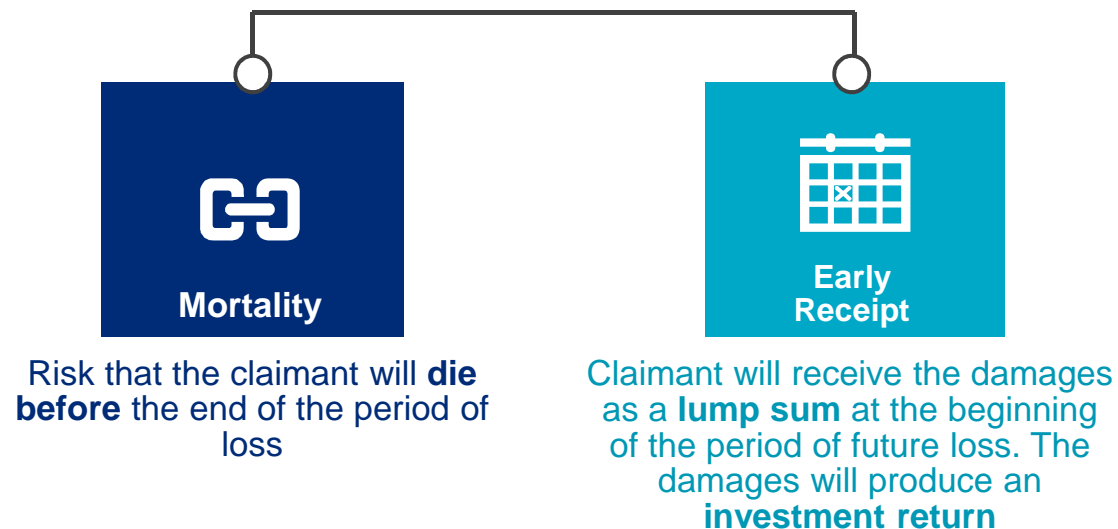 Mortality
Risk that the claimant will die
before the end of the period of
loss
Early
Receipt
Claimant will receive the damages
as a lump sum at the beginning
of the period of future loss. The
damages will produce an
investment return